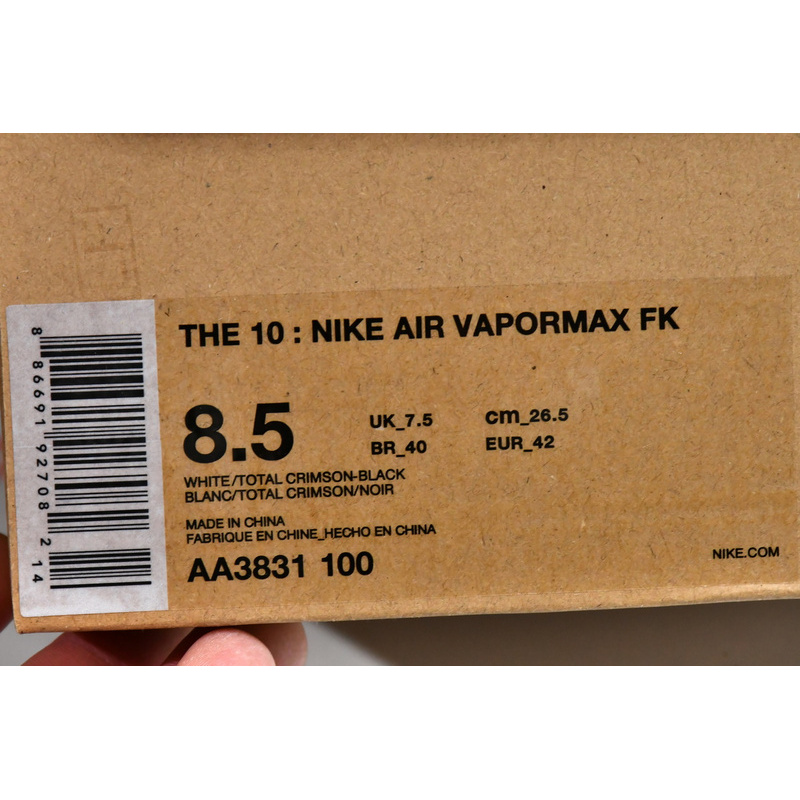 THE 10 : NIKE AIR VAPORMAX FK
8.5
UK_7.5 cm_26.5
BR_40 EUR_42
WHITE/TOTAL CRIMSON-BLACK
BLANC/TOTAL CRIMSON/NOIR
MADE IN CHINA
FABRIQUE EN CHINE_HECHO EN CHINA
AA3831 100
NIKE.COM
8 86691 92708 2 14